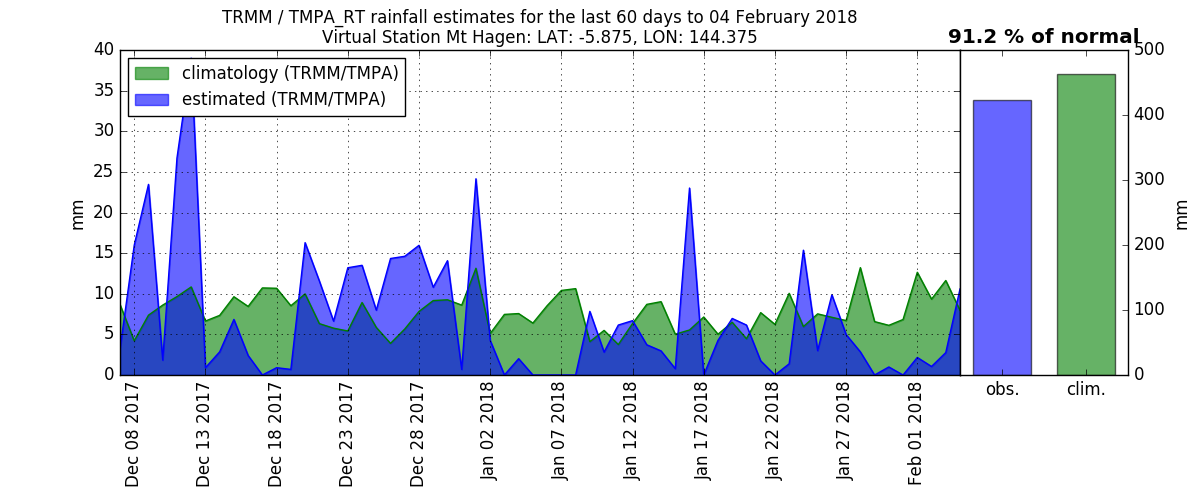 TRMM / TMPA_RT rainfall estimates for the last 60 days to 04 February 2018
Virtual Station Mt Hagen: LAT: -5.875, LON: 144.375
91.2 % of normal
climatology (TRMM/TMPA)
estimated (TRMM/TMPA)
40
35
30
25
20
15
10
5
0
mm
Dec 08 2017
Dec 13 2017
Dec 18 2017
Dec 23 2017
Dec 28 2017
Jan 02 2018
Jan 07 2018
Jan 12 2018
Jan 17 2018
Jan 22 2018
Jan 27 2018
Feb 01 2018
500
400
300
200
100
0
mm
obs.
clim.